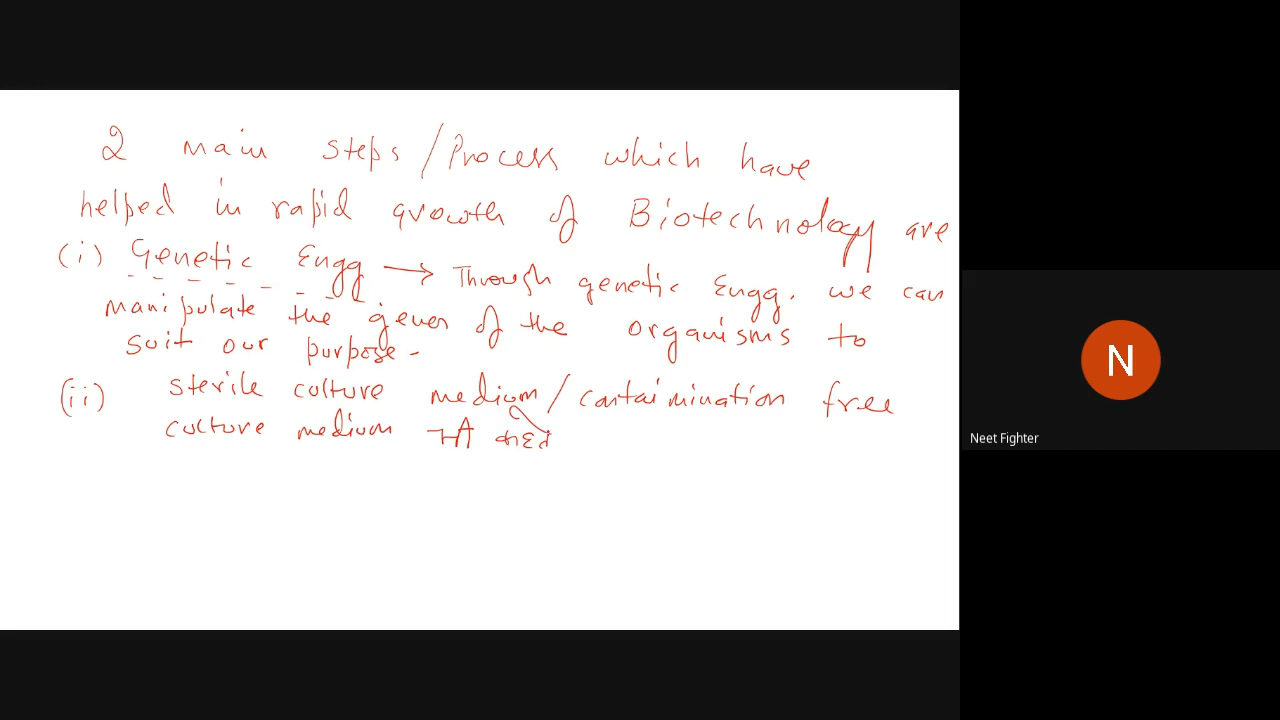 2 main steps/Process which have
helped in rapid growth of Biotechnology are
(i) Genetic Engg → Through genetic Engg. we can
manipulate the genes of the organisms to
suit our purpose.
(ii) sterile culture medium/contaimination free
culture medium
N
Neet Fighter